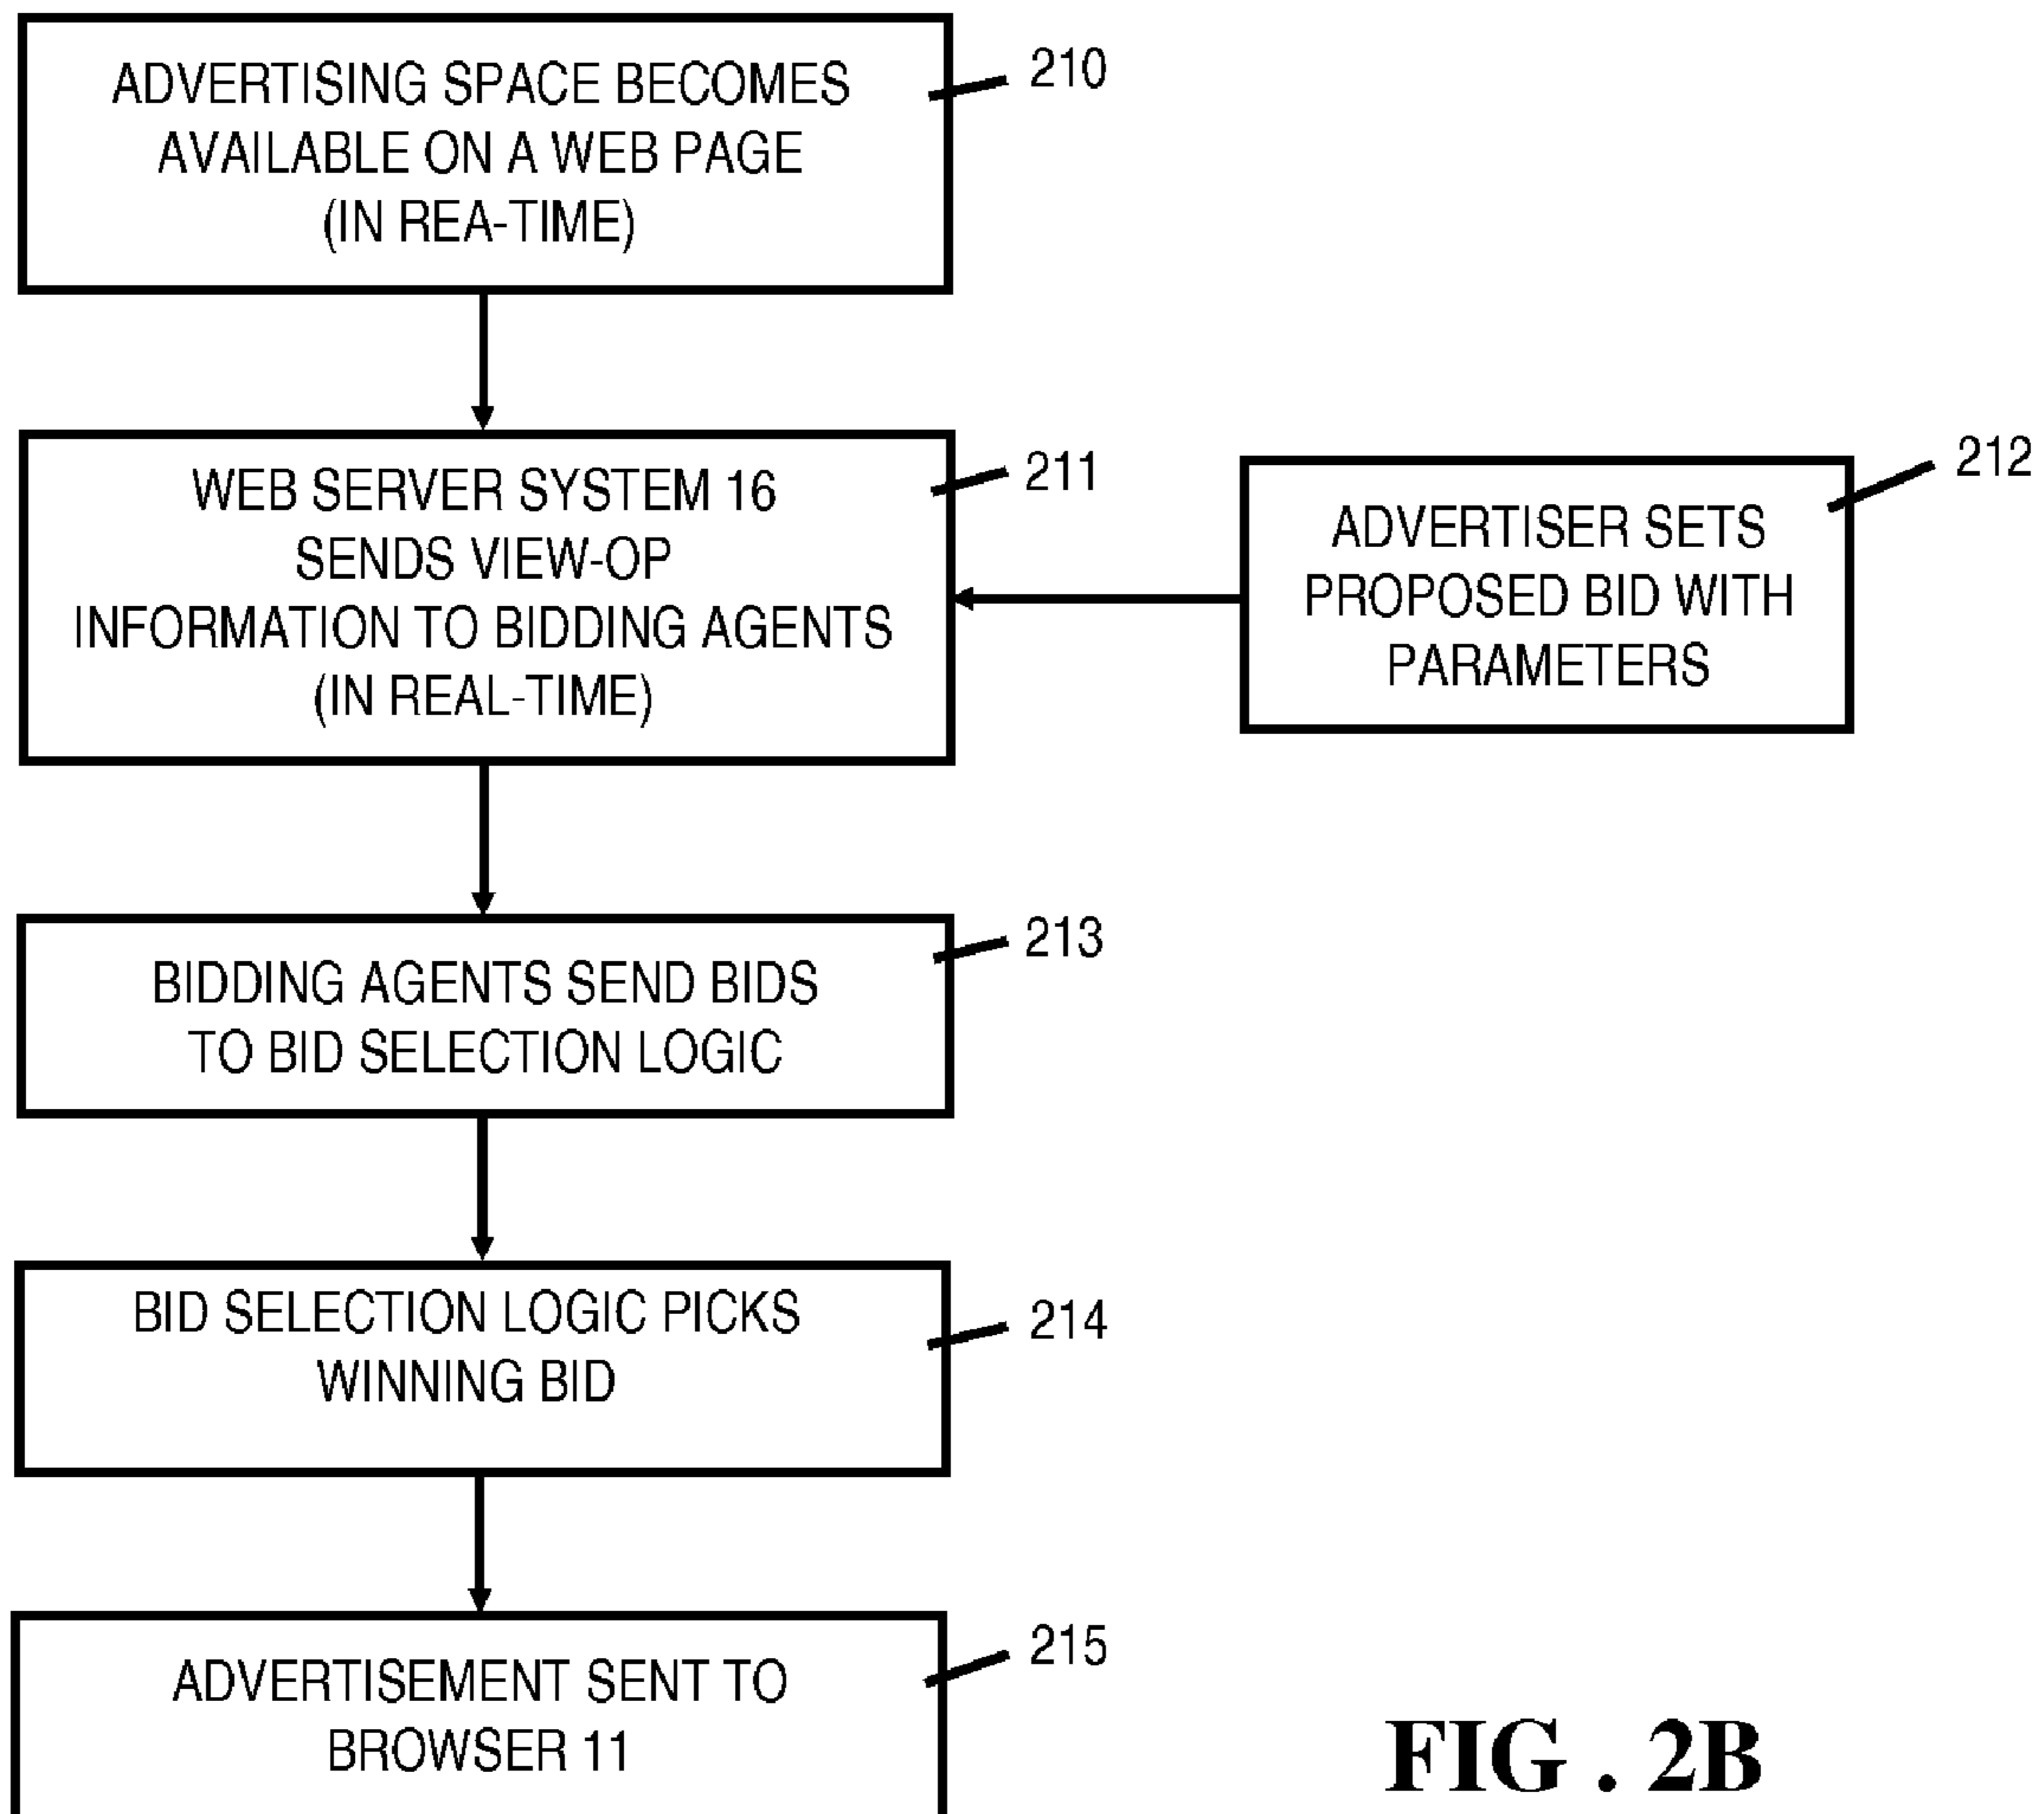 ADVERTISING SPACE BECOMES
AVAILABLE ON A WEB PAGE
(IN REA-TIME)
210
WEB SERVER SYSTEM 16
SENDS VIEW-OP
INFORMATION TO BIDDING AGENTS
(IN REAL-TIME)
211
ADVERTISER SETS
PROPOSED BID WITH
PARAMETERS
212
BIDDING AGENTS SEND BIDS
TO BID SELECTION LOGIC
213
BID SELECTION LOGIC PICKS
WINNING BID
214
ADVERTISEMENT SENT TO
BROWSER 11
215
FIG . 2B